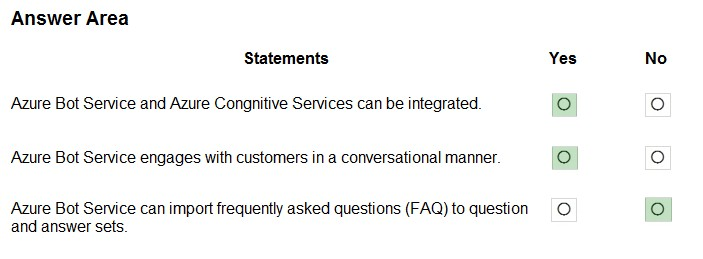 Answer Area
Statements Yes No
Azure Bot Service and Azure Congnitive Services can be integrated.
Azure Bot Service engages with customers in a conversational manner.
Azure Bot Service can import frequently asked questions (FAQ) to question
and answer sets.